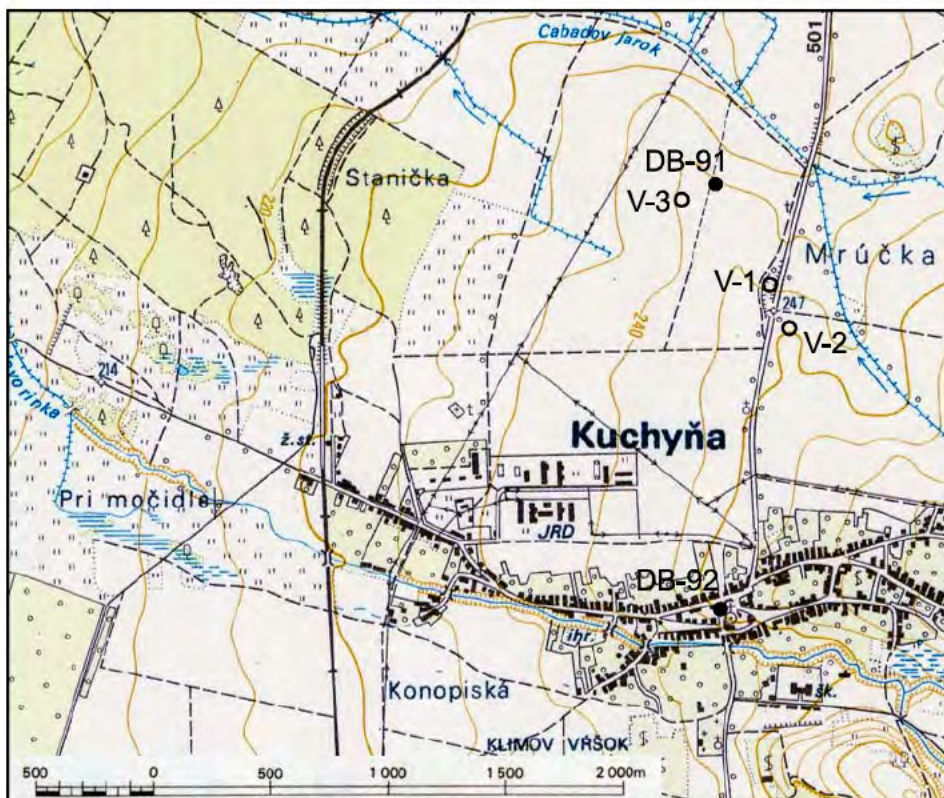 Cabadov jarok
501
DB-91
Stanička
V-3
220
Mrúčka
V-1
247
240
V-2
214
t
Kuchyňa
ž.st.
Pri močidle
JRD
DB-92
ihr.
Konopiská
šk.
KLIMOV VŔŠOK
500 0 500 1 000 1 500 2 000m